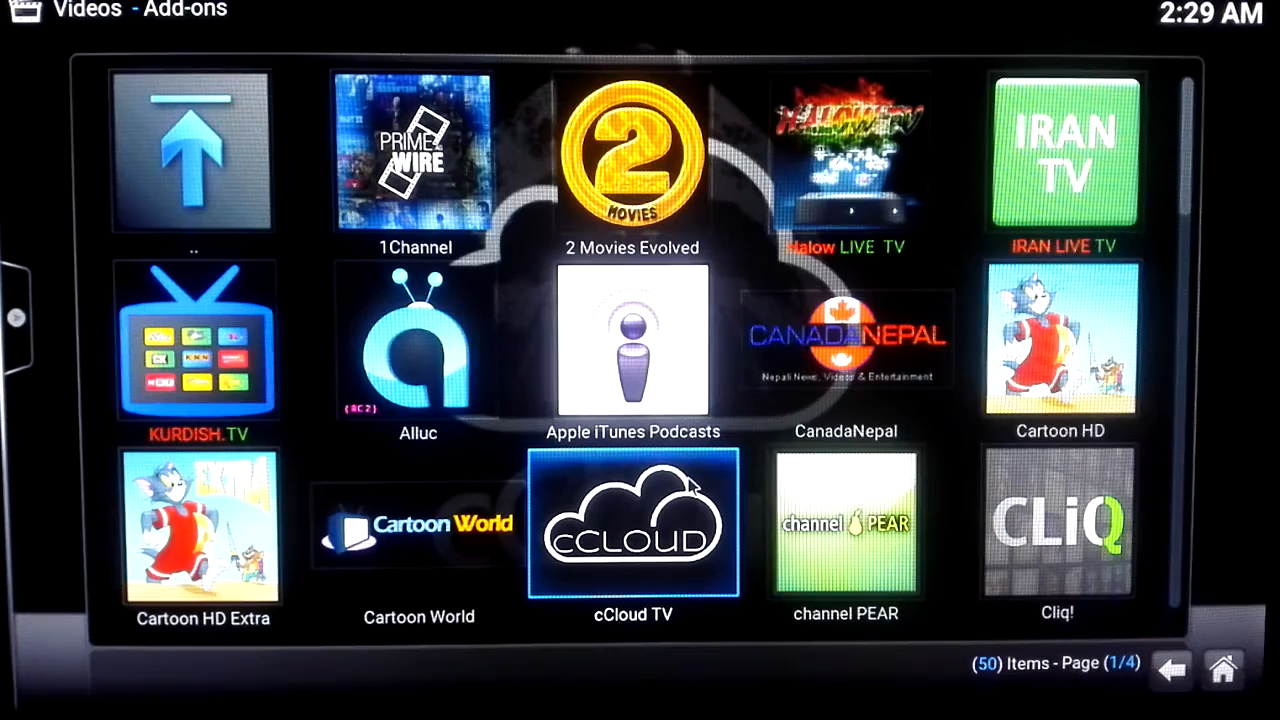 Videos - Add-ons
2:29 AM
PRIME
WIRE
2
MOVIES
IRAN
TV
..
1Channel
2 Movies Evolved
Halow LIVE TV
IRAN LIVE TV
{RC2}
CANADANEPAL
Nepali News, Videos & Entertainment
KURDISH.TV
Alluc
Apple iTunes Podcasts
CanadaNepal
Cartoon HD
EXTRA
Cartoon World
CCLOUD
channel PEAR
CLiQ
Cartoon HD Extra
Cartoon World
cCloud TV
channel PEAR
Cliq!
(50) Items - Page (1/4)